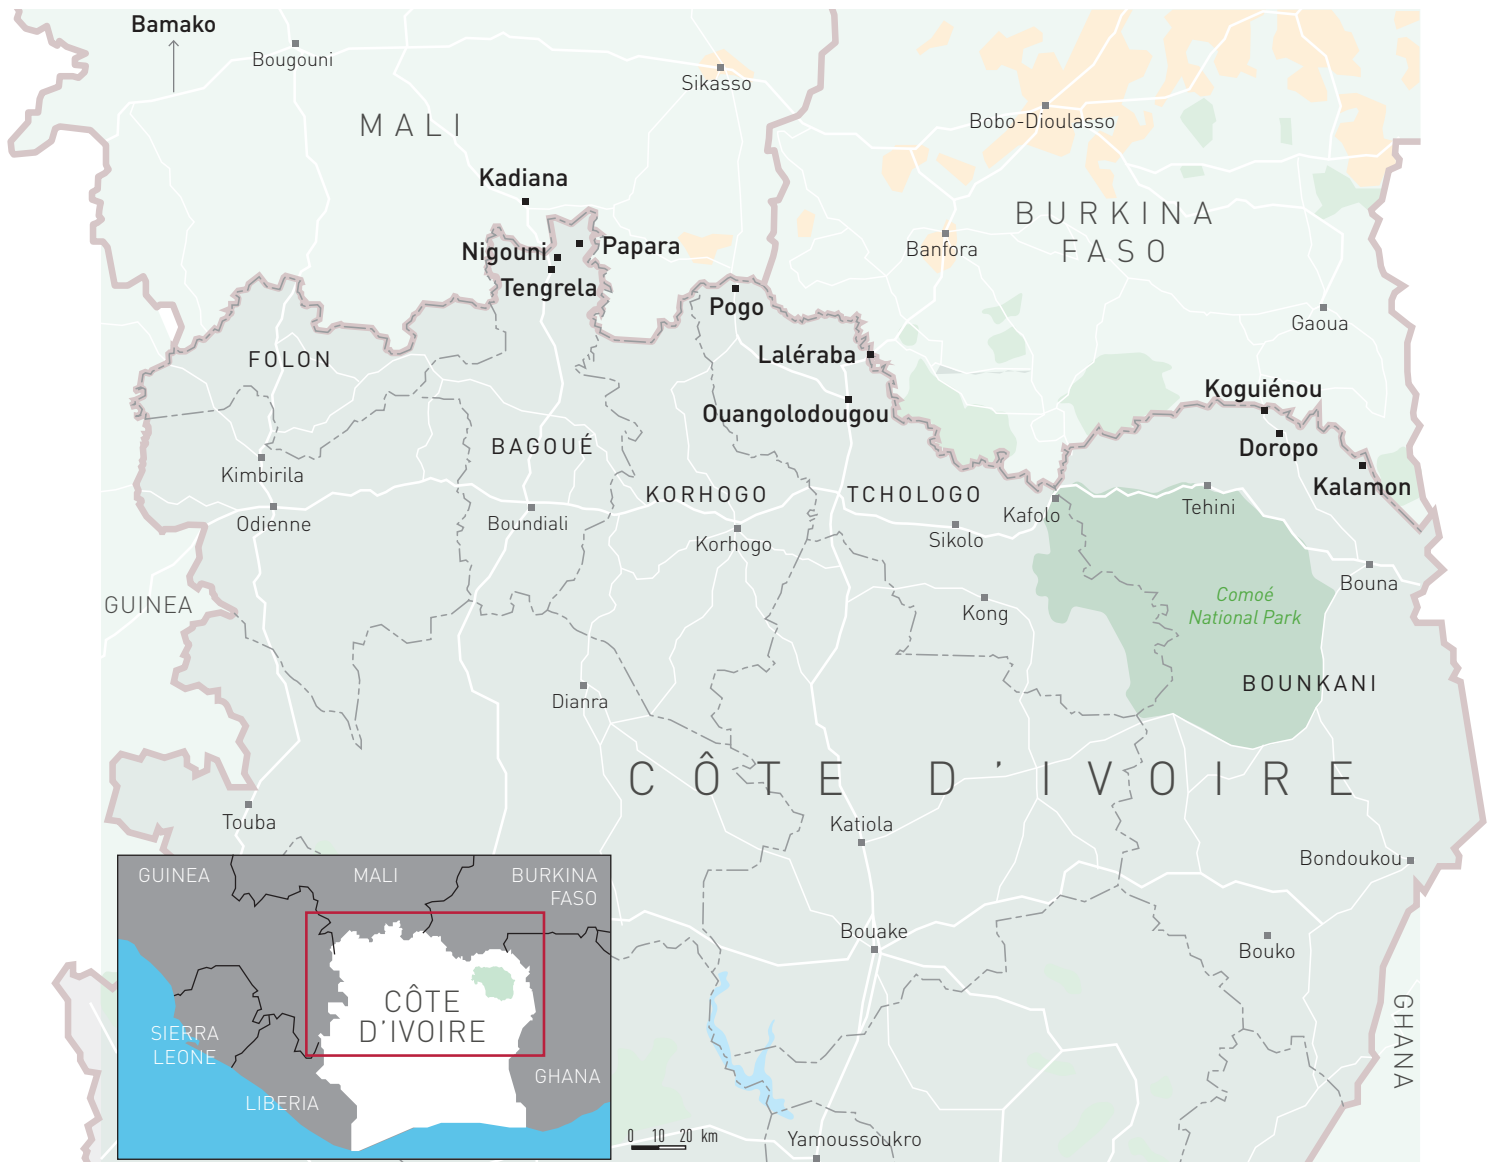 Bamako
Bougouni
Sikasso
MALI
Bobo-Dioulasso
Kadiana
BURKINA
FASO
Nigouni
Papara
Banfora
Tengrela
Pogo
Gaoua
FOLON
Laléraba
Koguiénou
Ouangolodougou
BAGOUÉ
Doropo
Kimbirila
Kalamon
KORHOGO
TCHOLOGO
Odienne
Boundiali
Kafolo
Tehini
Korhogo
Sikolo
Bouna
GUINEA
Kong
Comoé
National Park
BOUNKANI
Dianra
CÔTE D'IVOIRE
Touba
Katiola
Bondoukou
Bouake
Bouko
GHANA
Yamoussoukro
0 10 20 km
GUINEA
MALI
BURKINA
FASO
CÔTE
D'IVOIRE
SIERRA
LEONE
GHANA
LIBERIA